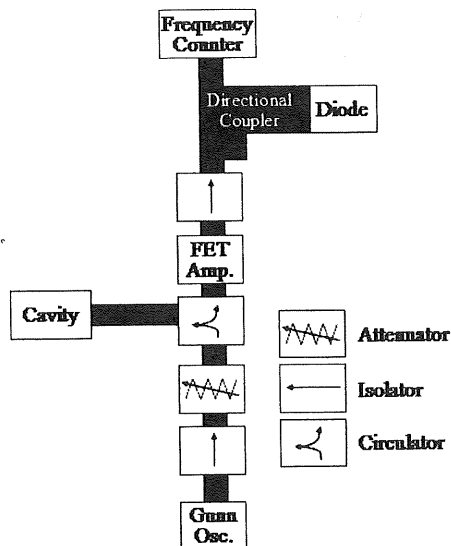 Frequency
Counter
Directional
Coupler
Diode
FET
Amp.
Cavity
Attenuator
Isolator
Circulator
Gunn
Osc.